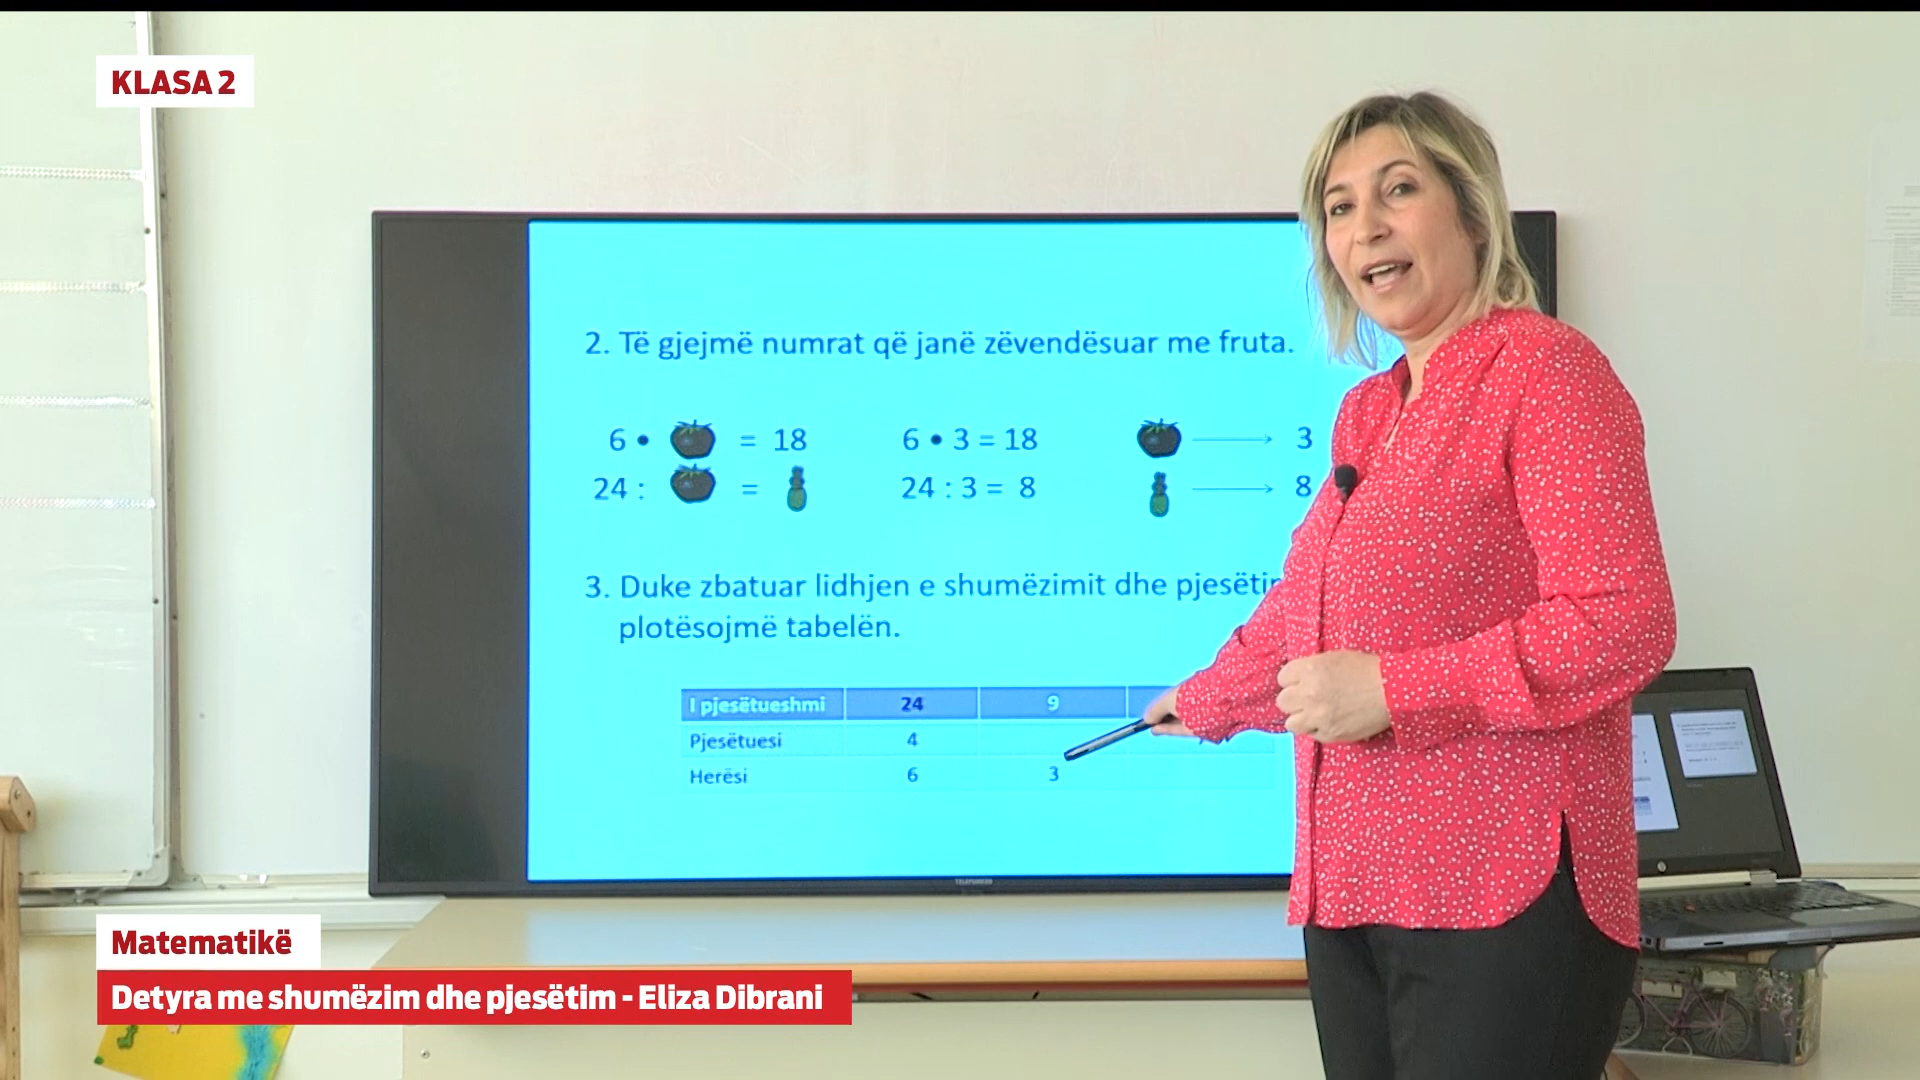 KLASA 2
2. Të gjejmë numrat që janë zëvendësuar me fruta.
6 • = 18 6 • 3 = 18 3
24 : = 24 : 3 = 8 8
3. Duke zbatuar lidhjen e shumëzimit dhe
plotësojmë tabelën.
I pjesëtueshmi 24 9
Pjesëtuesi 4
Herësi 6 3
TELEFUNKEN
Matematikë
Detyra me shumëzim dhe pjesëtim - Eliza Dibrani